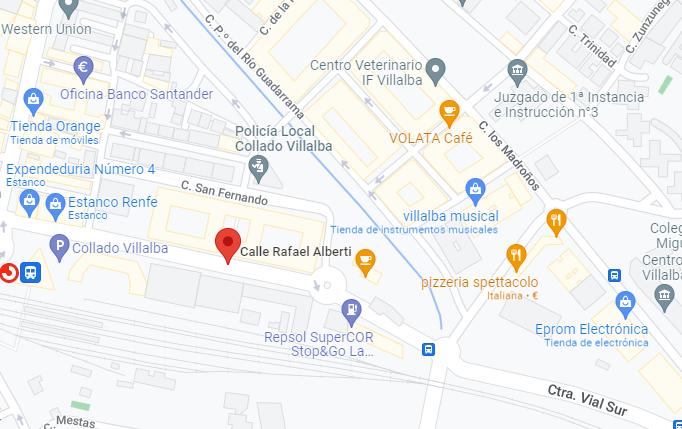 Western Union
C. de la
C. P.º del Río Guadarrama
C. Trinidad
C. Zunzuneg
Centro Veterinario
IF Villalba
Oficina Banco Santander
Juzgado de 1ª Instancia
e Instrucción n°3
Tienda Orange
Tienda de móviles
Policía Local
Collado Villalba
VOLATA Café
C. los Madroños
Expendeduria Número 4
Estanco
C. San Fernando
Estanco Renfe
Estanco
villalba musical
Tienda de instrumentos musicales
Coleg
Migu
Collado Villalba
Calle Rafael Alberti
Centro
Villalba
pizzeria spettacolo
Italiana • €
Repsol SuperCOR
Stop&Go La…
Eprom Electrónica
Tienda de electrónica
Ctra. Vial Sur
C. Mestas